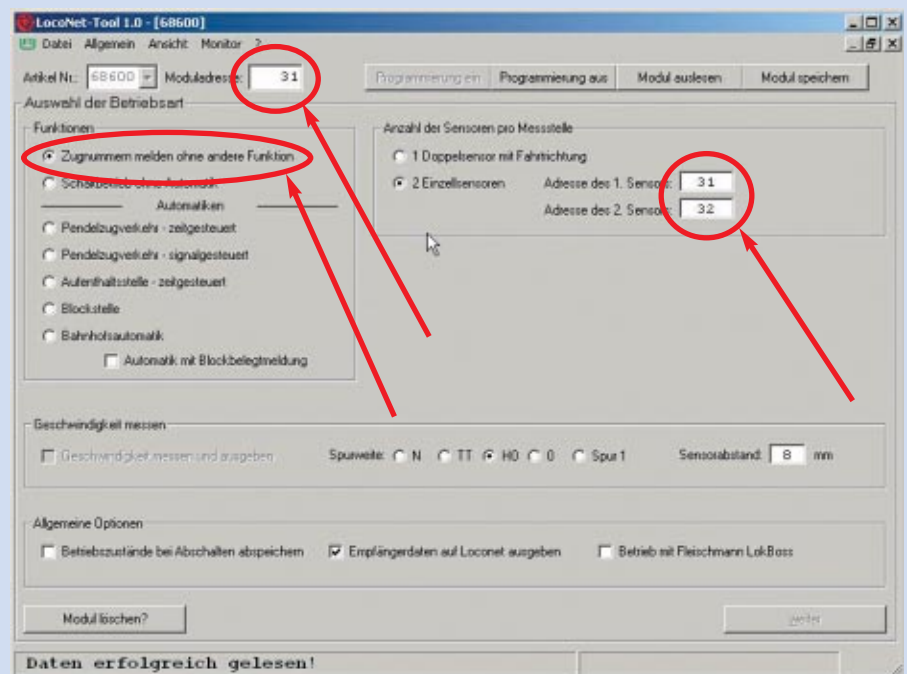 LocoNet-Tool 1.0 - [68600]
Datei Allgemein Ansicht Monitor ?
Artikel Nr.: 68600 Moduladresse: 31 Programmierung ein Programmierung aus Modul auslesen Modul speichern
Auswahl der Betriebsart
Funktionen
Zugnummern melden ohne andere Funktion
Schaltbetrieb ohne Automatik
Automatiken
Pendelzugverkehr - zeitgesteuert
Pendelzugverkehr - signalgesteuert
Aufenthaltsstelle - zeitgesteuert
Blockstelle
Bahnhofsautomatik
Automatik mit Blockbelegtmeldung
Anzahl der Sensoren pro Messstelle
1 Doppelsensor mit Fahrtrichtung
2 Einzellsensoren Adresse des 1. Sensors: 31
Adresse des 2. Sensors: 32
Geschwindigkeit messen
Geschwindigkeit messen und ausgeben Spurweite: N TT H0 0 Spur 1 Sensorabstand: 8 mm
Allgemeine Optionen
Betriebszustände bei Abschalten abspeichern Empfängerdaten auf Loconet ausgeben Betrieb mit Fleischmann LokBoss
Modul löschen? weiter
Daten erfolgreich gelesen!